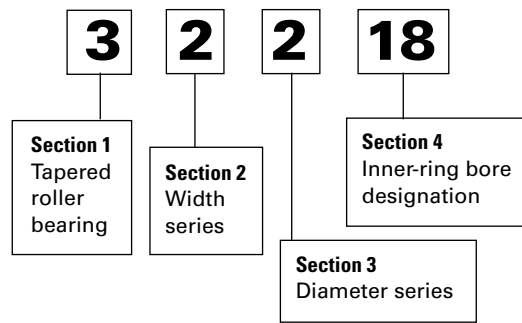 3 2 2 18
Section 1
Tapered
roller
bearing
Section 2
Width
series
Section 3
Diameter series
Section 4
Inner-ring bore
designation